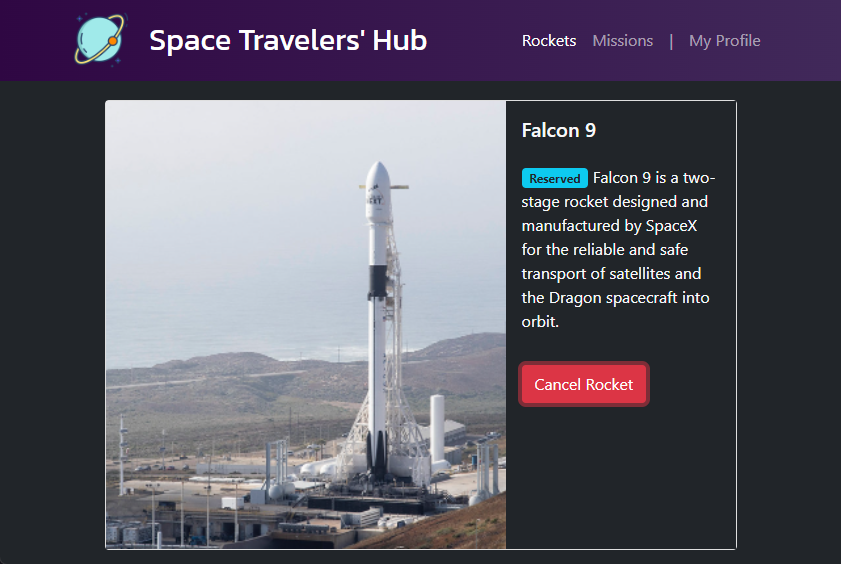 Space Travelers' Hub
Rockets Missions | My Profile
Falcon 9
Reserved Falcon 9 is a two-
stage rocket designed and
manufactured by SpaceX
for the reliable and safe
transport of satellites and
the Dragon spacecraft into
orbit.
Cancel Rocket